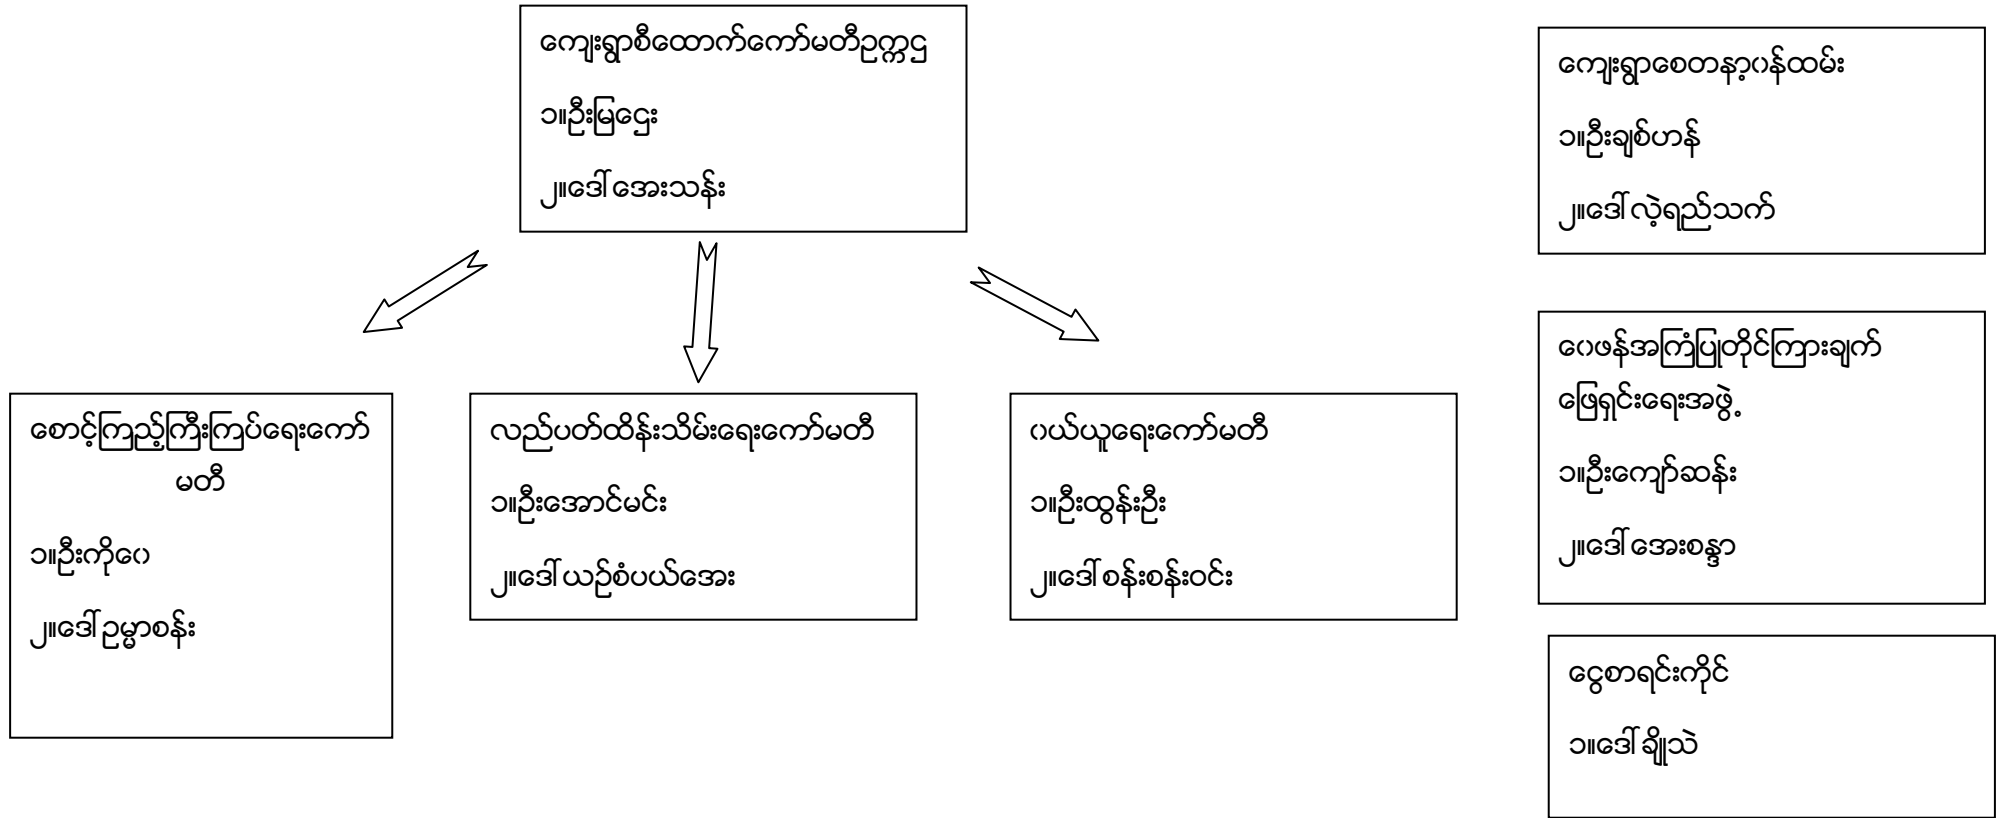 ကျေးရွာစီထောက်ကော်မတီဥက္ကဌ
၁။ဦးမြဌေး
၂။ဒေါ်အေးသန်း
စောင့်ကြည့်ကြီးကြပ်ရေးကော်
မတီ
၁။ဦးကိုဝေ
၂။ဒေါ်ဥမ္မာစန်း
လည်ပတ်ထိန်းသိမ်းရေးကော်မတီ
၁။ဦးအောင်မင်း
၂။ဒေါ်ယဉ်စံပယ်အေး
ဝယ်ယူရေးကော်မတီ
၁။ဦးထွန်းဦး
၂။ဒေါ်စန်းစန်းဝင်း
ကျေးရွာစေတနာ့ဝန်ထမ်း
၁။ဦးချစ်ဟန်
၂။ဒေါ်လဲ့ရည်သက်
ဝေဖန်အကြံပြုတိုင်ကြားချက်
ဖြေရှင်းရေးအဖွဲ့
၁။ဦးကျော်ဆန်း
၂။ဒေါ်အေးစန္ဒာ
ငွေစာရင်းကိုင်
၁။ဒေါ်ချိုသဲ